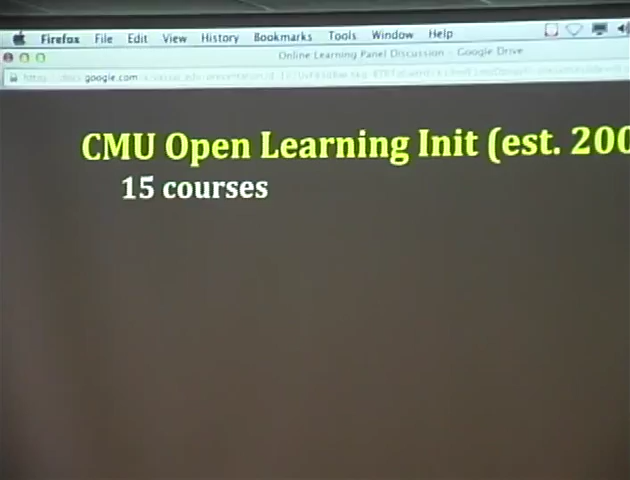 Firefox File Edit View History Bookmarks Tools Window Help
Online Learning Panel Discussion - Google Drive
google.com
CMU Open Learning Init (est. 200
15 courses